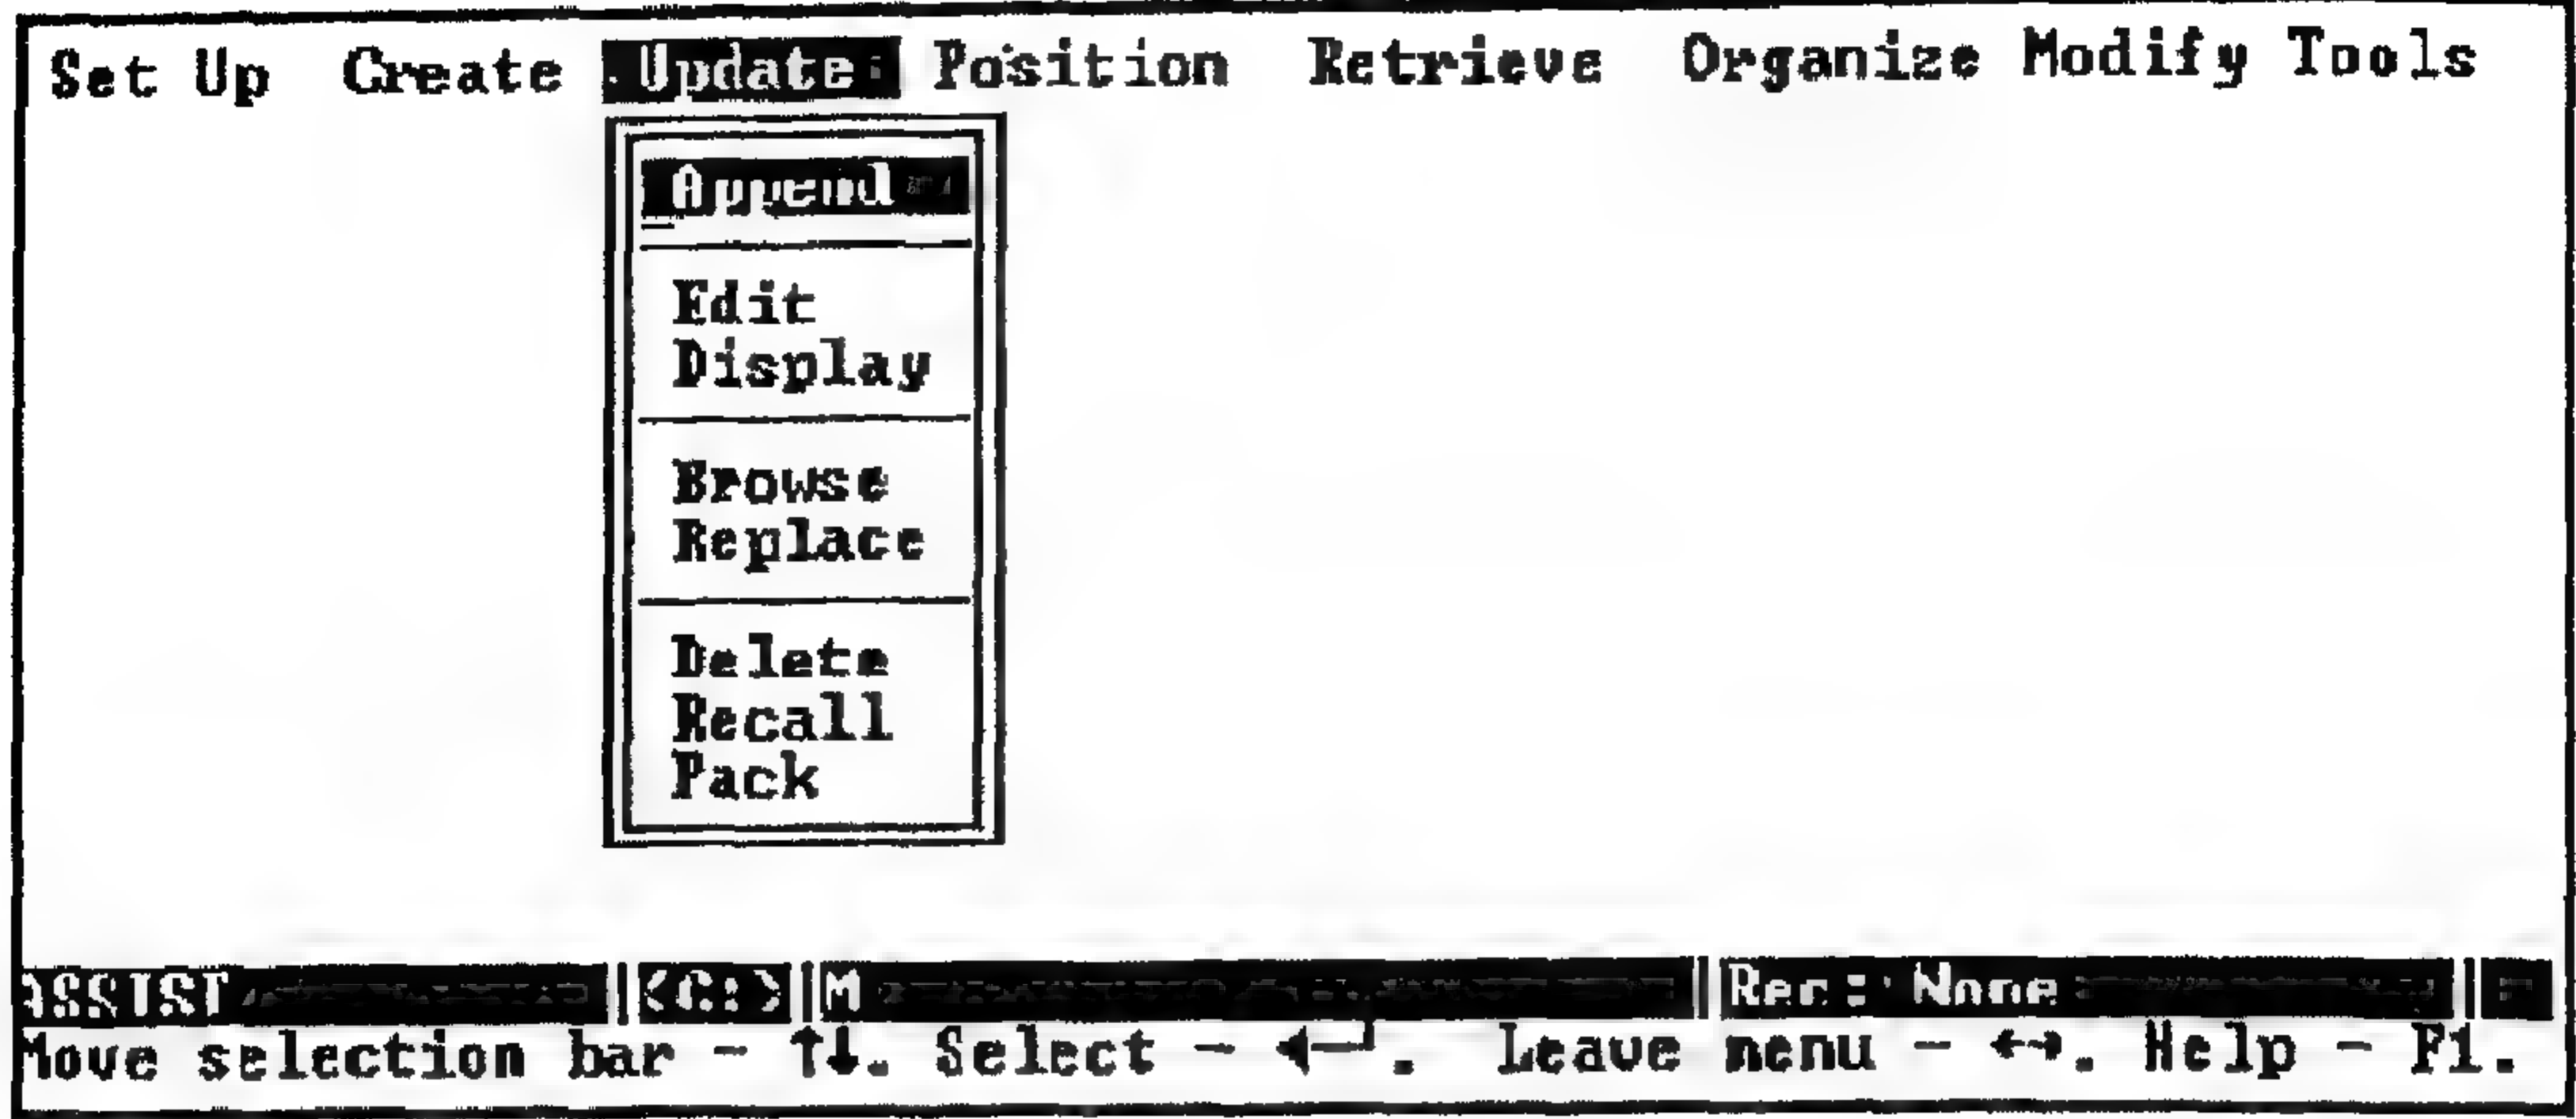 Set Up Create Update Position Retrieve Organize Modify Tools
Append
Edit
Display
Browse
Replace
Delete
Recall
Pack
ASSIST <C:> M Rec: None
Move selection bar - ↑↓. Select - ◄─┘. Leave menu - ↔. Help - F1.